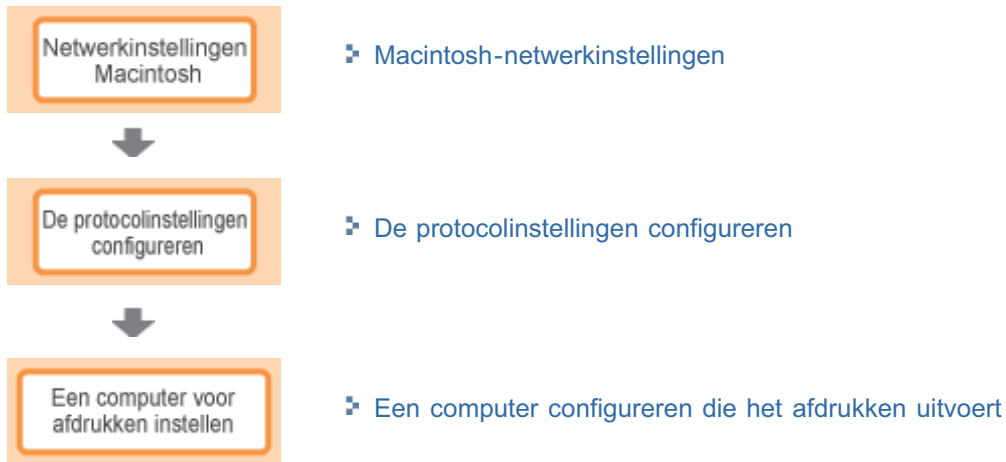 Netwerkinstellingen
Macintosh
Macintosh-netwerkinstellingen
De protocolinstellingen
configureren
De protocolinstellingen configureren
Een computer voor
afdrukken instellen
Een computer configureren die het afdrukken uitvoert